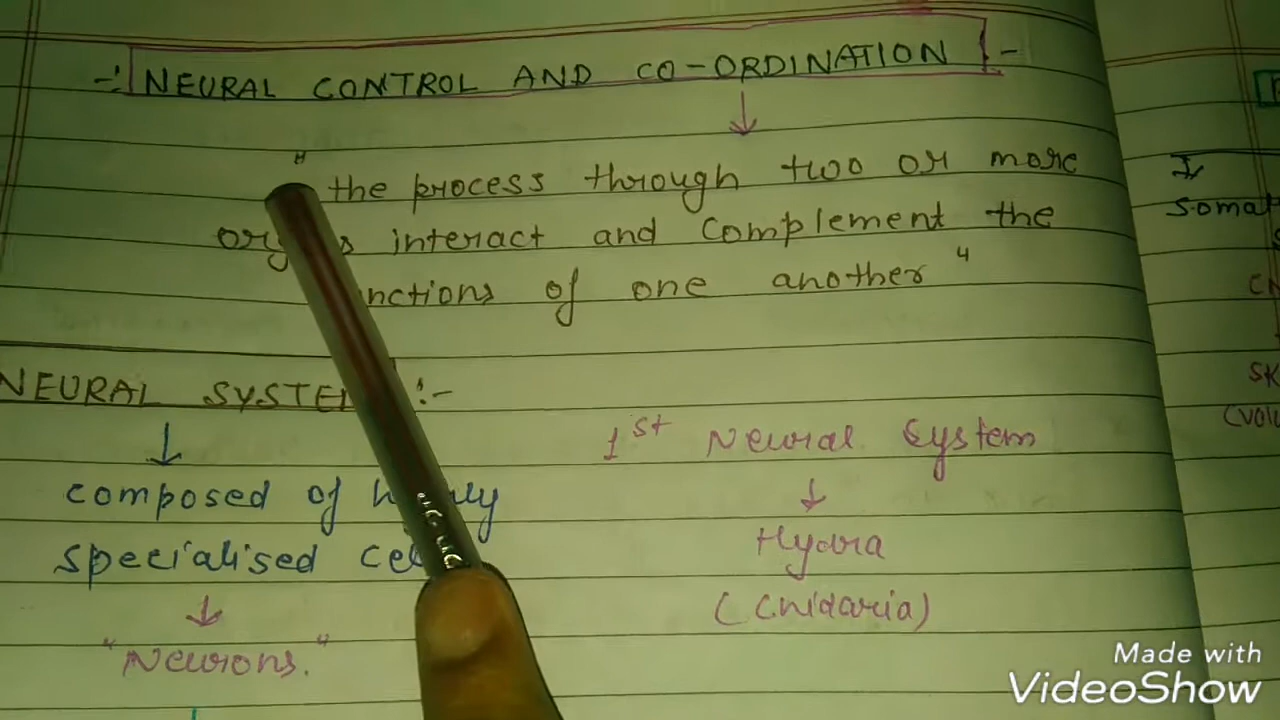 -: NEURAL CONTROL AND CO-ORDINATION :-
" the process through two or more
interact and complement the
of one another "
NEURAL :-
composed of
specialised
"Neurons."
1st Neural System
Hydra
(Cnidaria)
Made with
VideoShow